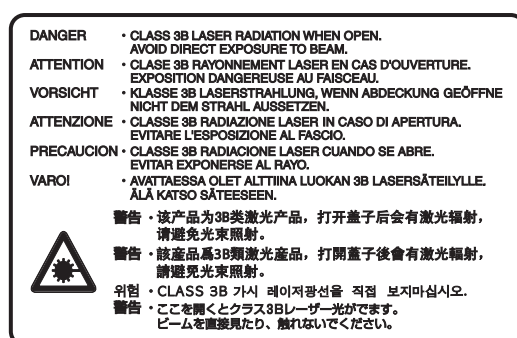 DANGER · CLASS 3B LASER RADIATION WHEN OPEN.
AVOID DIRECT EXPOSURE TO BEAM.
ATTENTION · CLASE 3B RAYONNEMENT LASER EN CAS D'OUVERTURE.
EXPOSITION DANGEREUSE AU FAISCEAU.
VORSICHT · KLASSE 3B LASERSTRAHLUNG, WENN ABDECKUNG GEÖFFNE
NICHT DEM STRAHL AUSSETZEN.
ATTENZIONE · CLASSE 3B RADIAZIONE LASER IN CASO DI APERTURA.
EVITARE L'ESPOSIZIONE AL FASCIO.
PRECAUCION · CLASSE 3B RADIACIONE LASER CUANDO SE ABRE.
EVITAR EXPONERSE AL RAYO.
VARO! · AVATTAESSA OLET ALTTIINA LUOKAN 3B LASERSÄTEILYLLE.
ÄLÄ KATSO SÄTEESEEN.
警告 · 该产品为3B类激光产品，打开盖子后会有激光辐射，
请避免光束照射。
警告 · 該産品爲3B類激光産品，打開蓋子後會有激光輻射，
請避免光束照射。
위험 · CLASS 3B 가시 레이저광선을 직접 보지마십시오.
警告 · ここを開くとクラス3Bレーザー光がでます。
ビームを直接見たり、触れないでください。